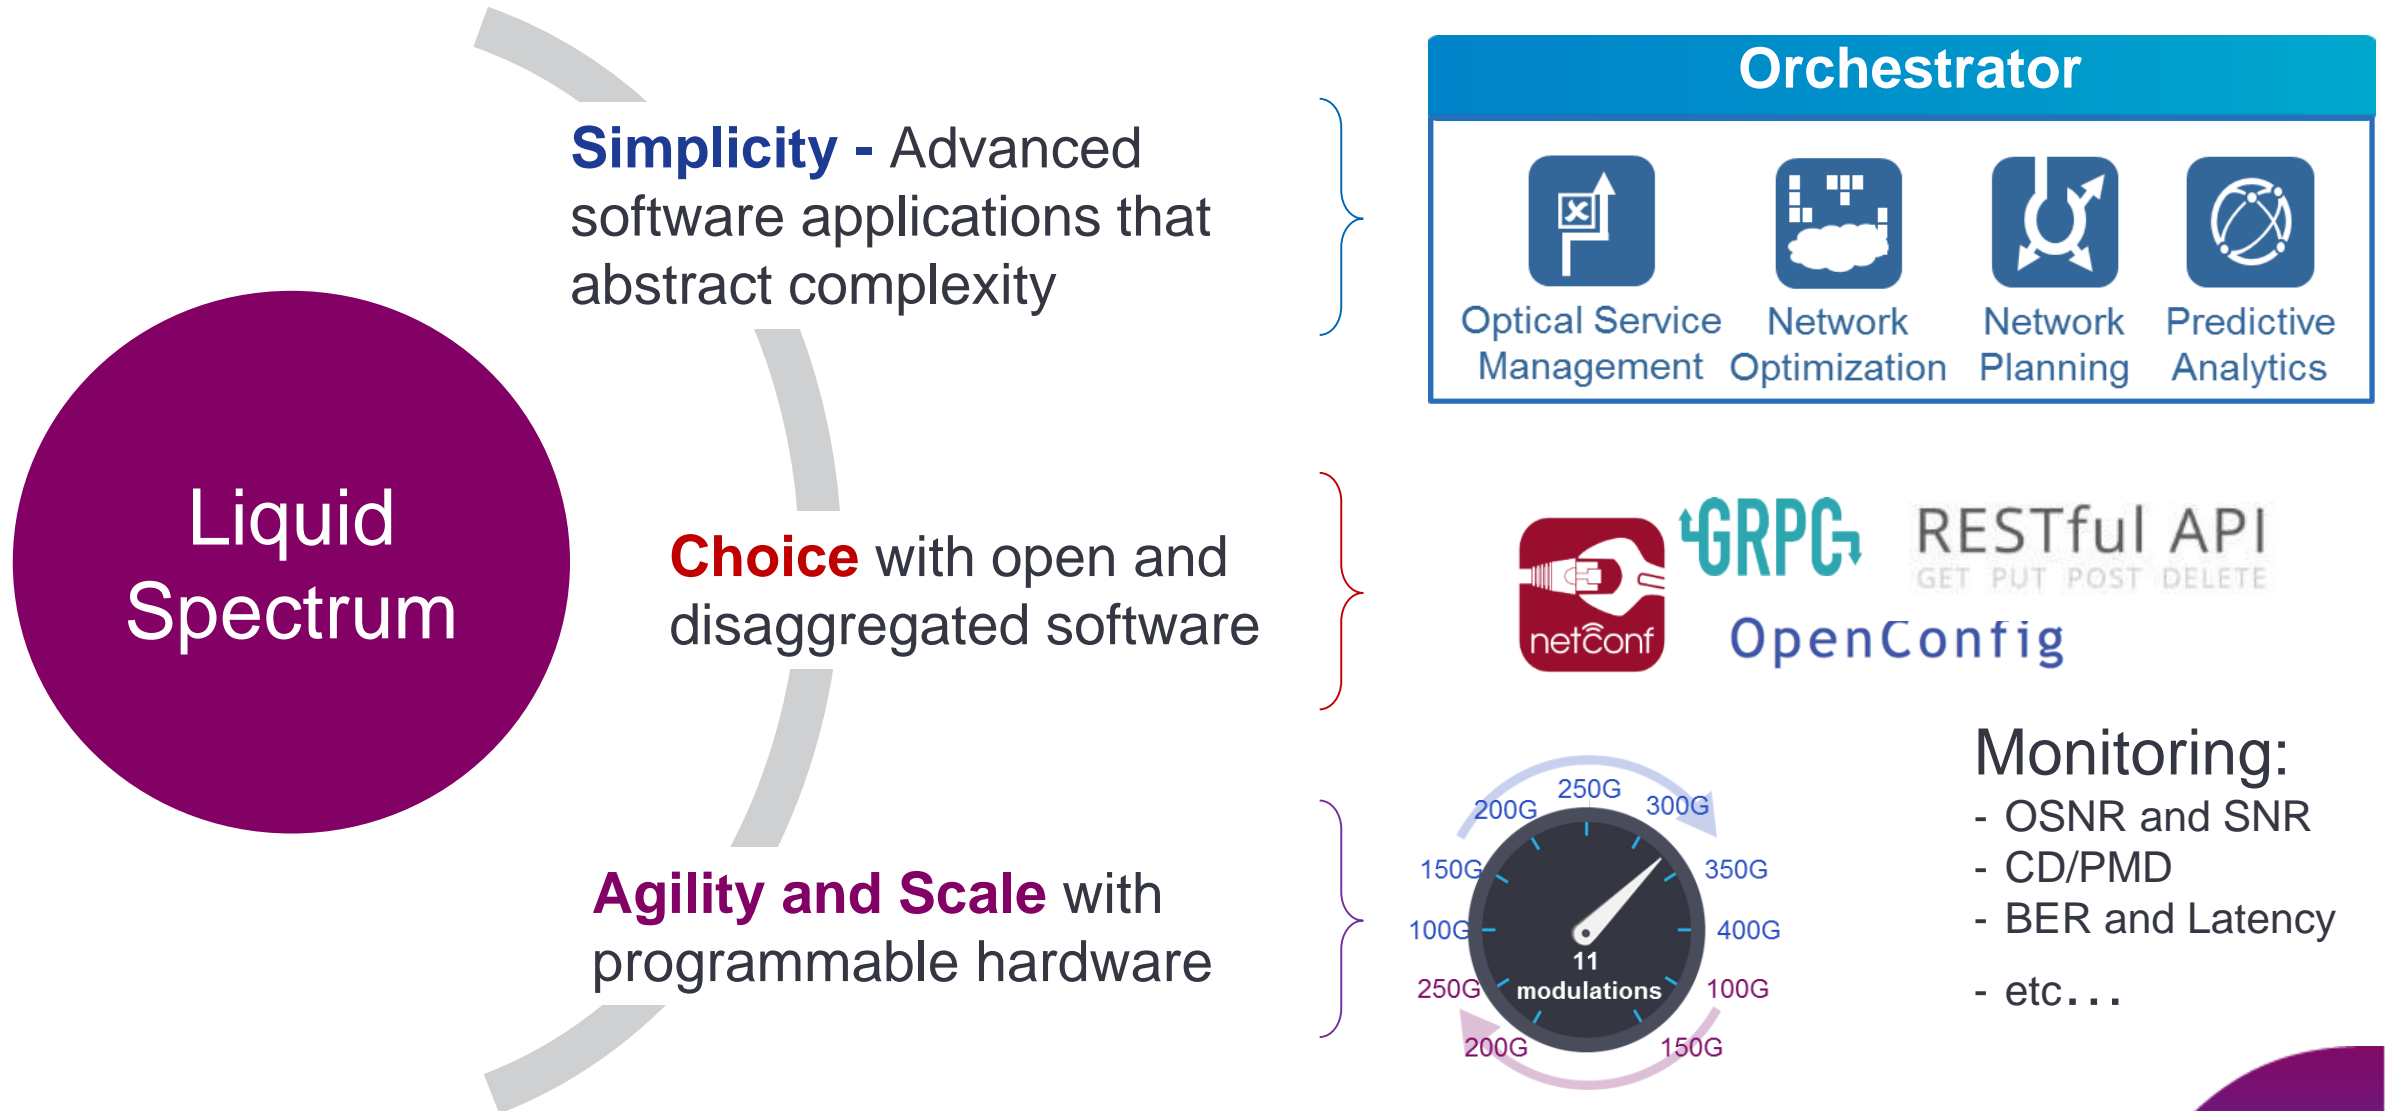 Liquid
Spectrum
Simplicity - Advanced
software applications that
abstract complexity
Orchestrator
Optical Service
Management
Network
Optimization
Network
Planning
Predictive
Analytics
Choice with open and
disaggregated software
netconf
GRPC
RESTful API
GET PUT POST DELETE
OpenConfig
Agility and Scale with
programmable hardware
250G
200G
300G
150G
350G
100G
400G
11
modulations
250G
100G
200G
150G
Monitoring:
- OSNR and SNR
- CD/PMD
- BER and Latency
- etc...